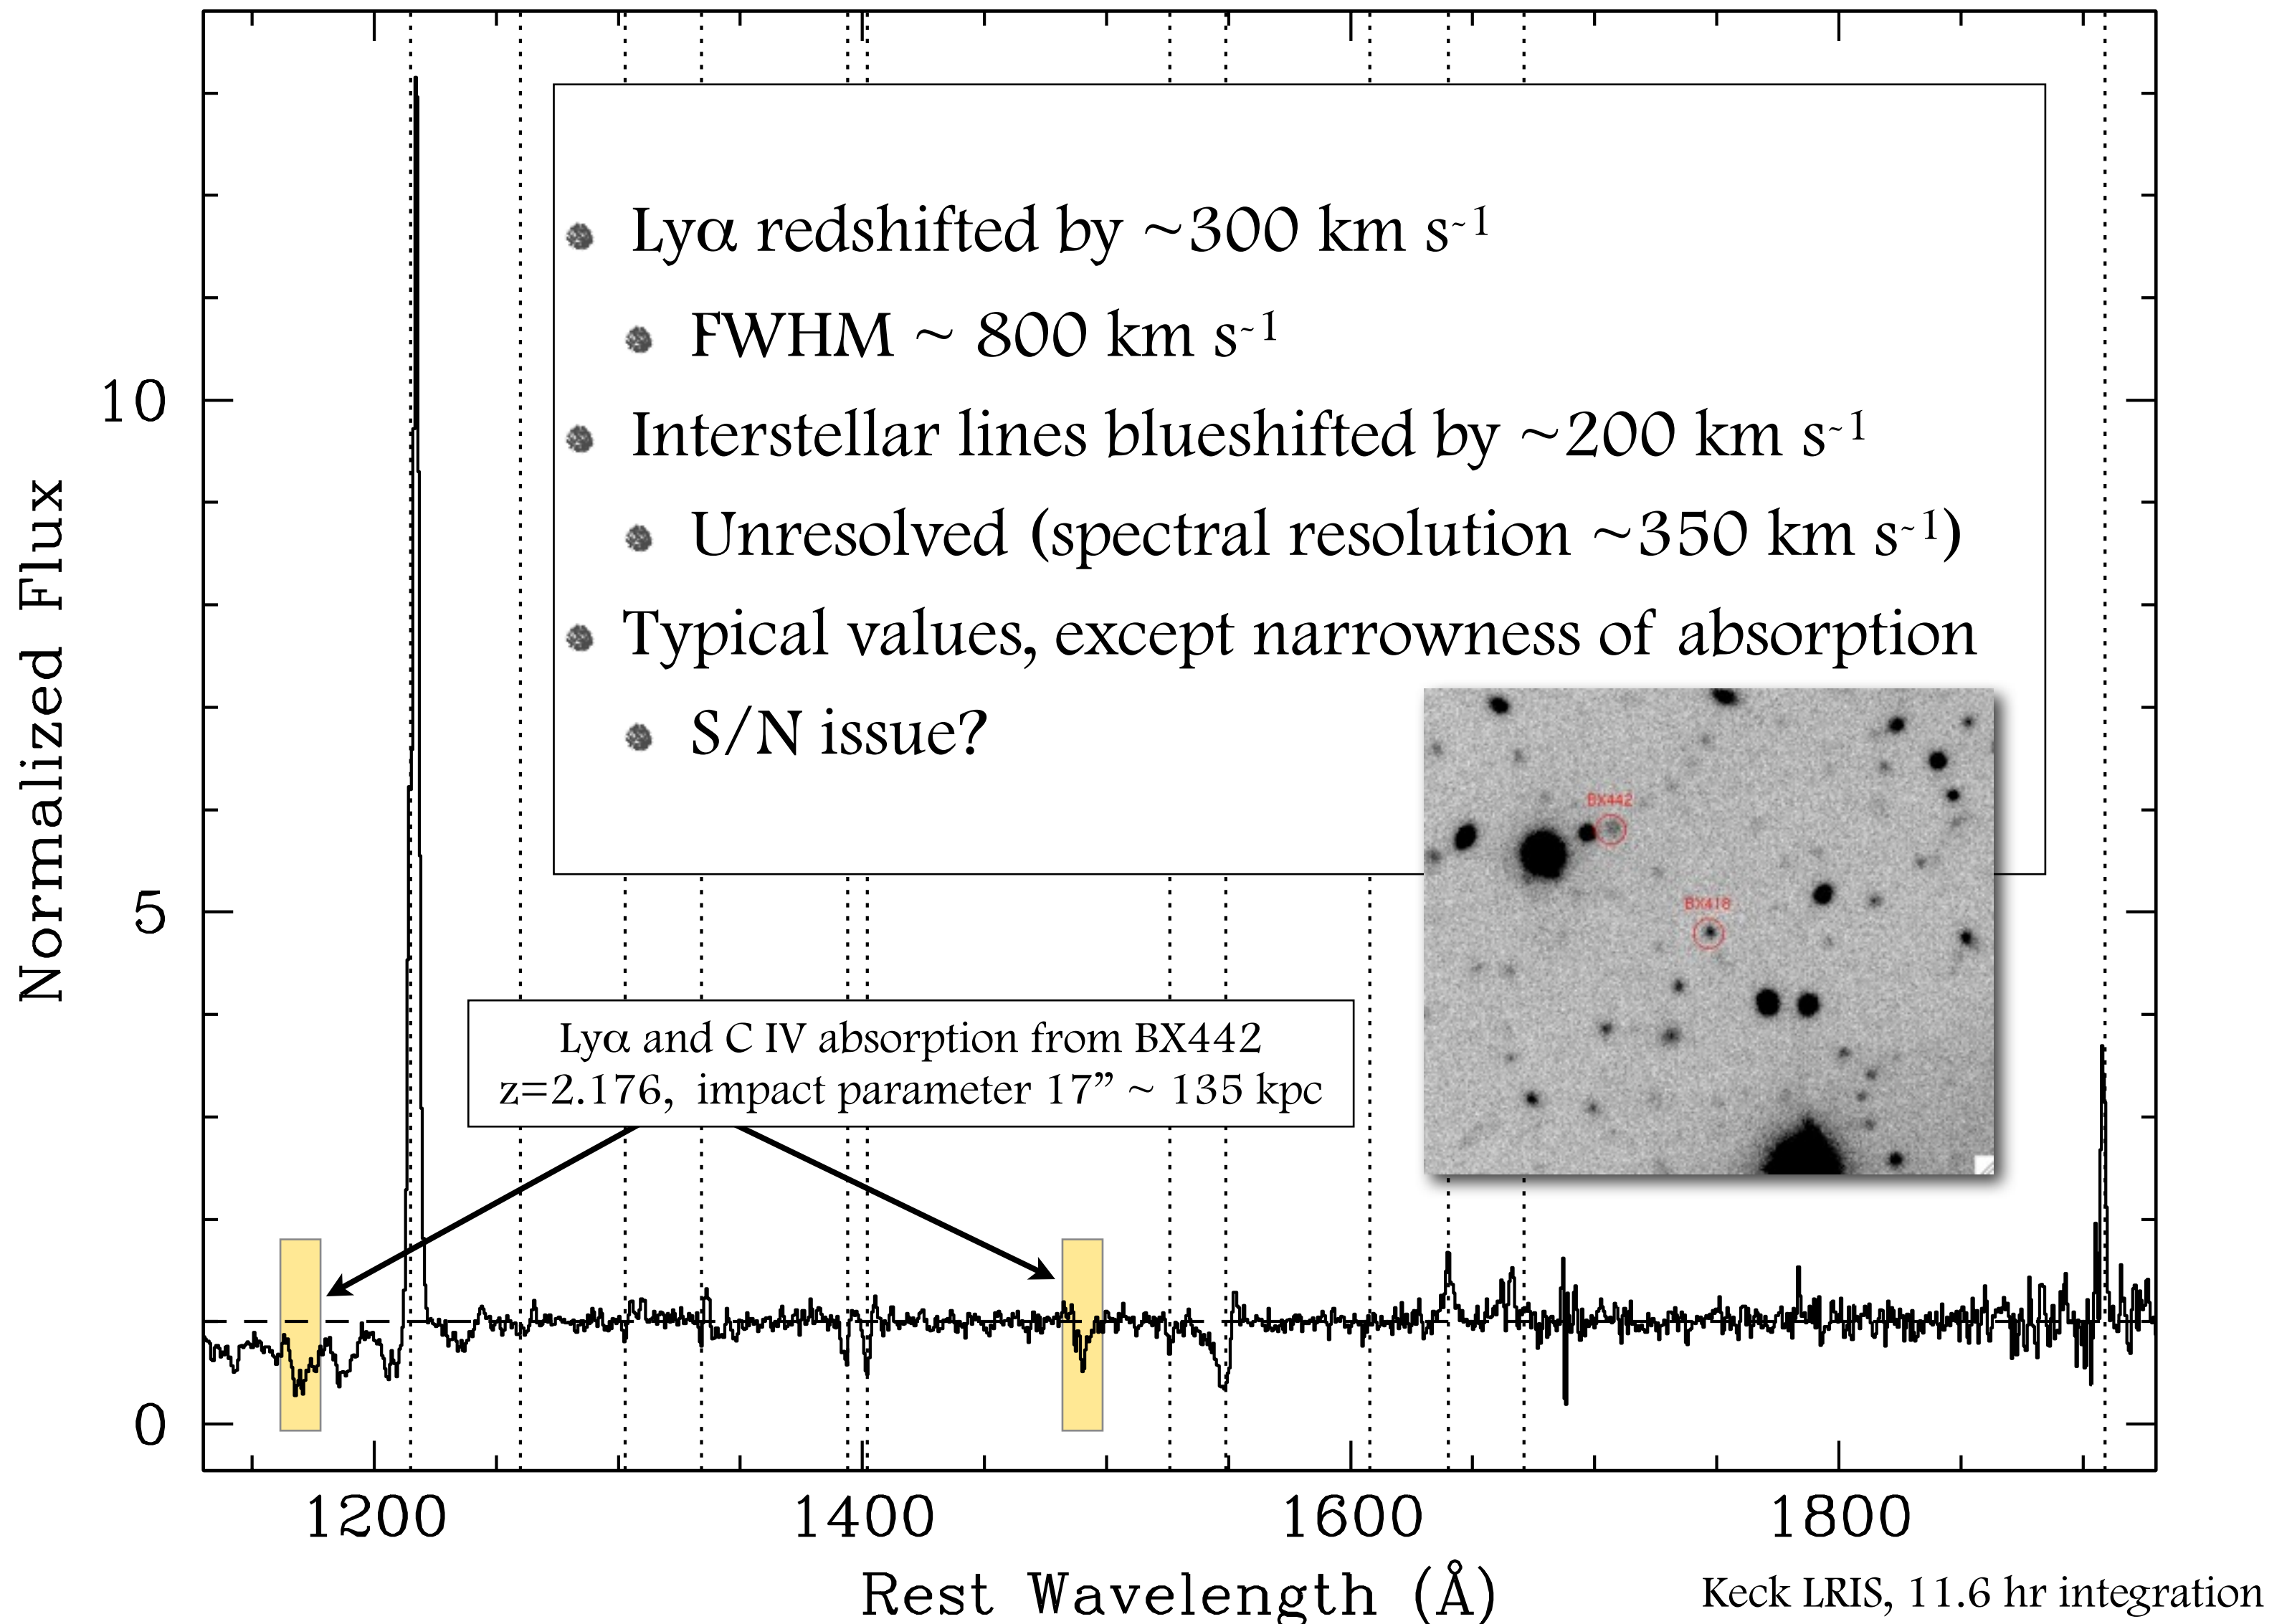 Lyα redshifted by ~300 km s-1
FWHM ~ 800 km s-1
Interstellar lines blueshifted by ~200 km s-1
Unresolved (spectral resolution ~350 km s-1)
Typical values, except narrowness of absorption
S/N issue?
BX442
BX418
Lyα and C IV absorption from BX442
z=2.176, impact parameter 17” ~ 135 kpc
Normalized Flux
10
5
0
1200 1400 1600 1800
Rest Wavelength (Å)
Keck LRIS, 11.6 hr integration